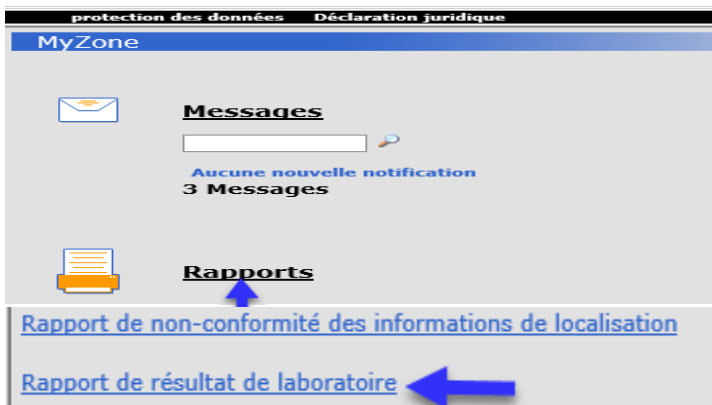 protection des données Déclaration juridique
MyZone
Messages
Aucune nouvelle notification
3 Messages
Rapports
Rapport de non-conformité des informations de localisation
Rapport de résultat de laboratoire